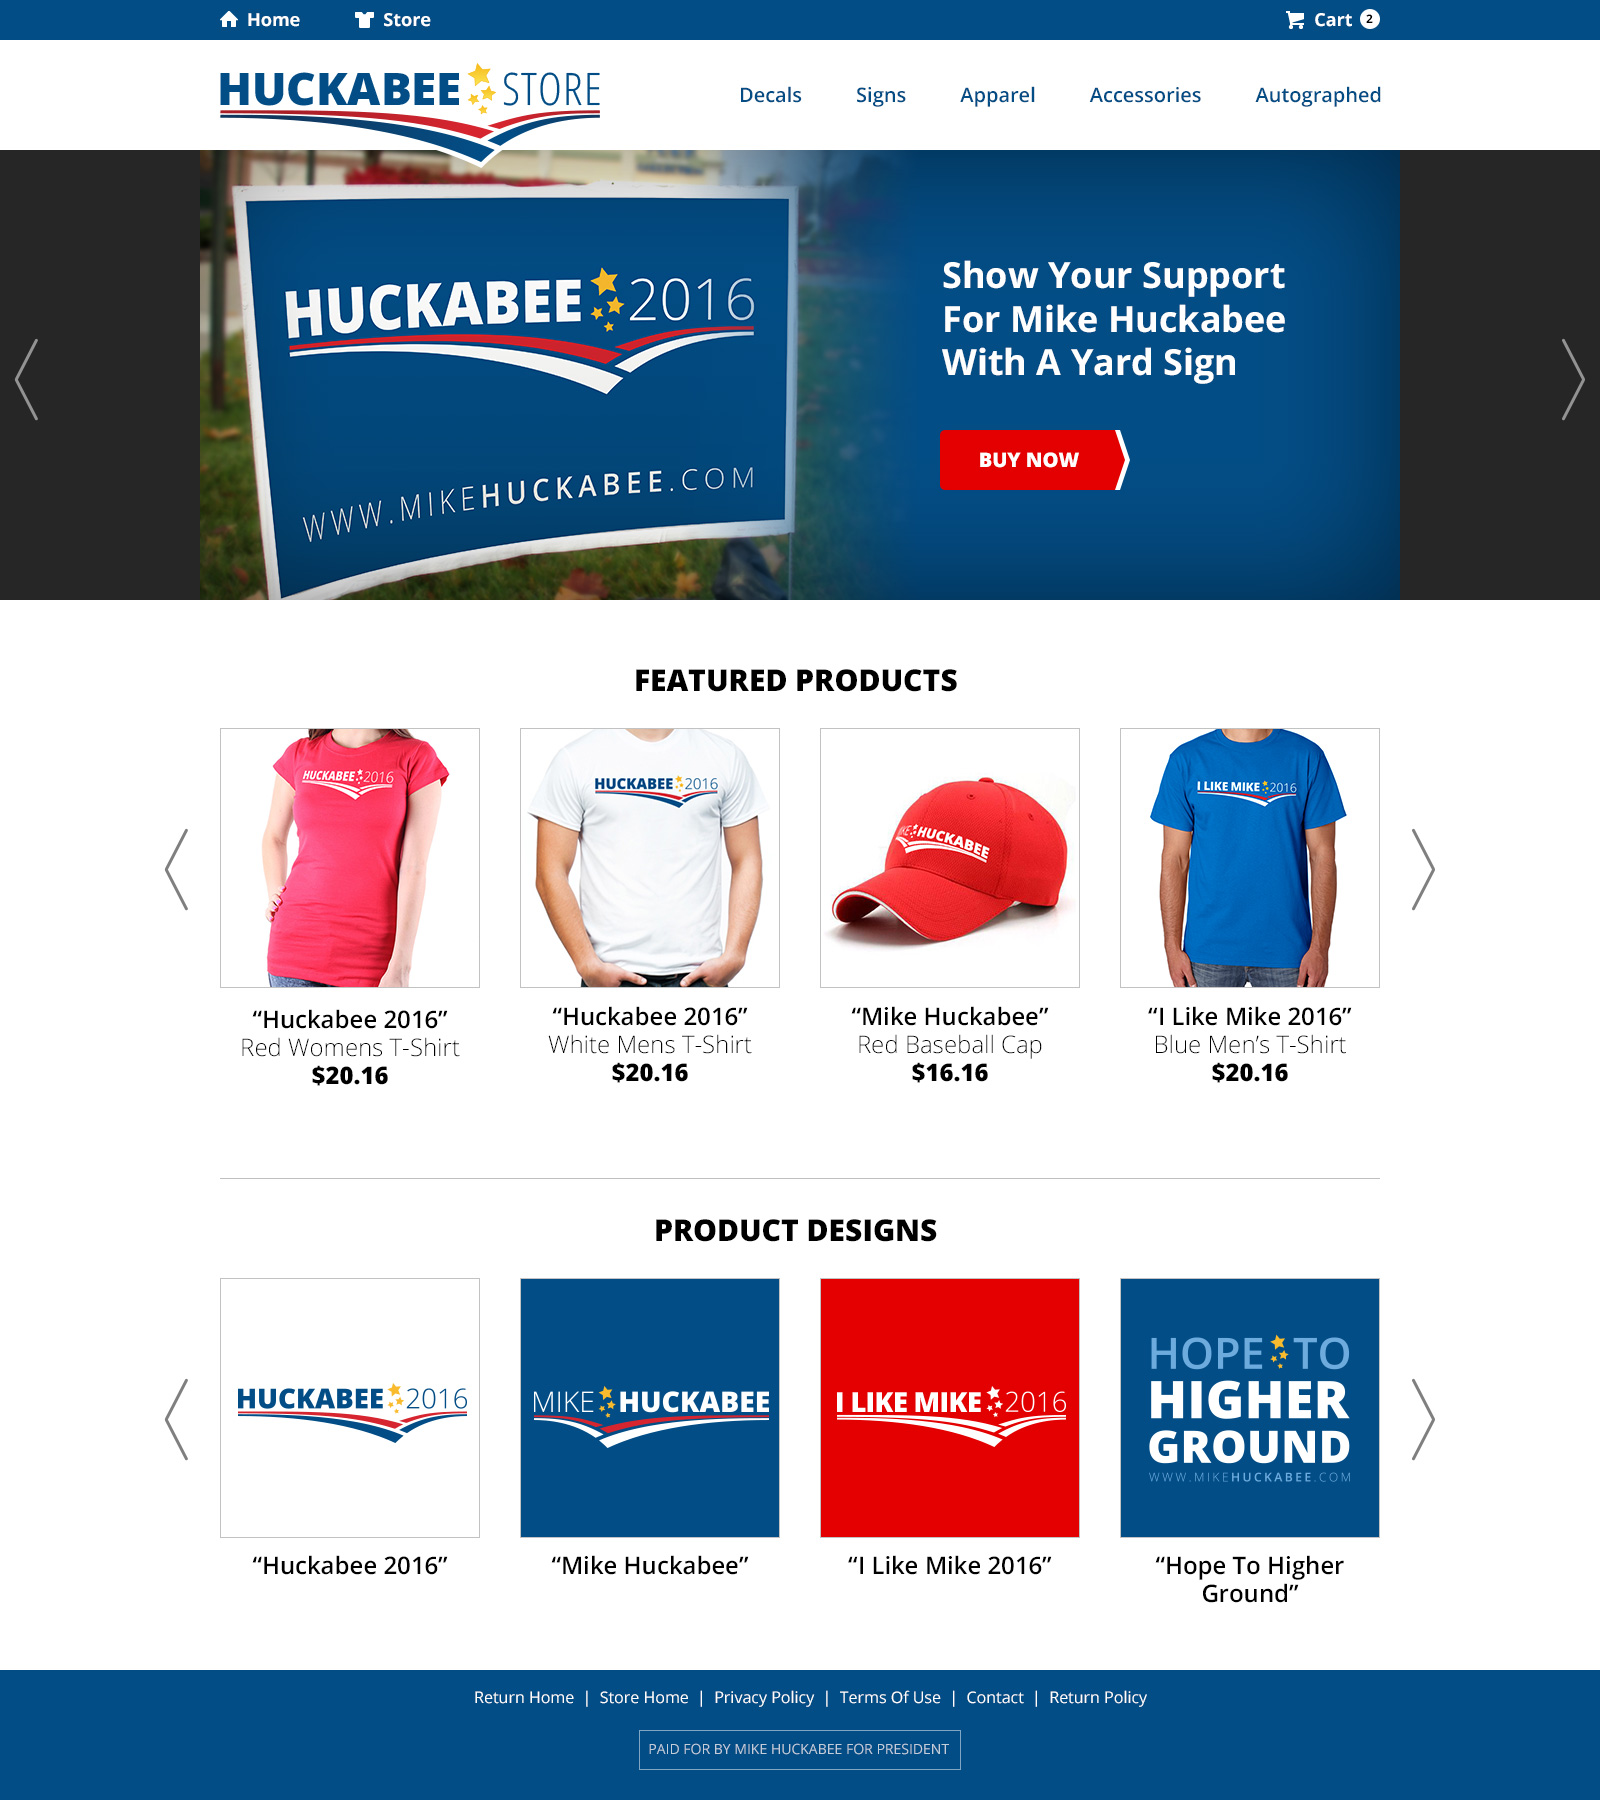 Home
Store
Cart 2
HUCKABEE STORE
Decals
Signs
Apparel
Accessories
Autographed
HUCKABEE 2016
WWW.MIKEHUCKABEE.COM
Show Your Support
For Mike Huckabee
With A Yard Sign
BUY NOW
FEATURED PRODUCTS
HUCKABEE 2016
HUCKABEE 2016
MIKE HUCKABEE
I LIKE MIKE 2016
“Huckabee 2016”
Red Womens T-Shirt
$20.16
“Huckabee 2016”
White Mens T-Shirt
$20.16
“Mike Huckabee”
Red Baseball Cap
$16.16
“I Like Mike 2016”
Blue Men’s T-Shirt
$20.16
PRODUCT DESIGNS
HUCKABEE 2016
MIKE HUCKABEE
I LIKE MIKE 2016
HOPE TO
HIGHER
GROUND
WWW.MIKEHUCKABEE.COM
“Huckabee 2016”
“Mike Huckabee”
“I Like Mike 2016”
“Hope To Higher
Ground”
Return Home | Store Home | Privacy Policy | Terms Of Use | Contact | Return Policy
PAID FOR BY MIKE HUCKABEE FOR PRESIDENT